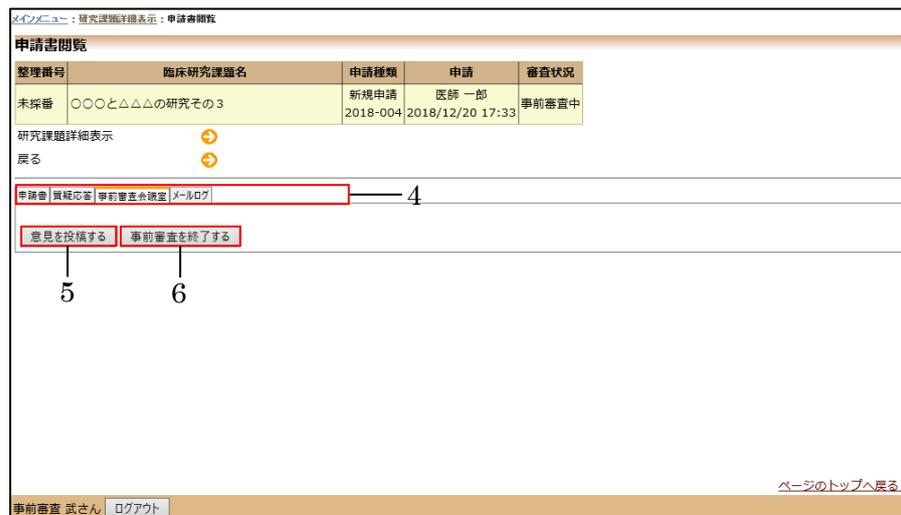 メインメニュー：研究課題詳細表示：申請書閲覧
申請書閲覧
整理番号 臨床研究課題名 申請種類 申請 審査状況
未採番 〇〇〇と△△△の研究その３ 新規申請 2018-004 医師 一郎 2018/12/20 17:33 事前審査中
研究課題詳細表示
戻る
申請書 質疑応答 事前審査会議室 メールログ 4
意見を投稿する 事前審査を終了する
5 6
ページのトップへ戻る
事前審査 武さん ログアウト